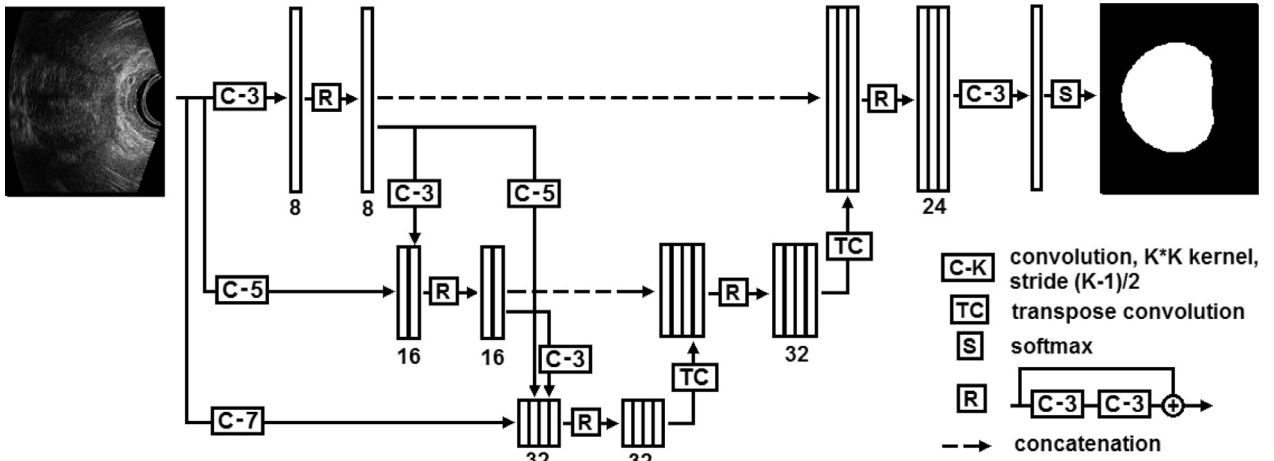 C-3
R
R
C-3
S
8
8
24
C-3
C-5
TC
C-5
R
R
16
16
32
C-3
TC
C-7
R
32
32
C-K
convolution, K*K kernel,
stride (K-1)/2
TC
transpose convolution
S
softmax
R
C-3
C-3
+
concatenation